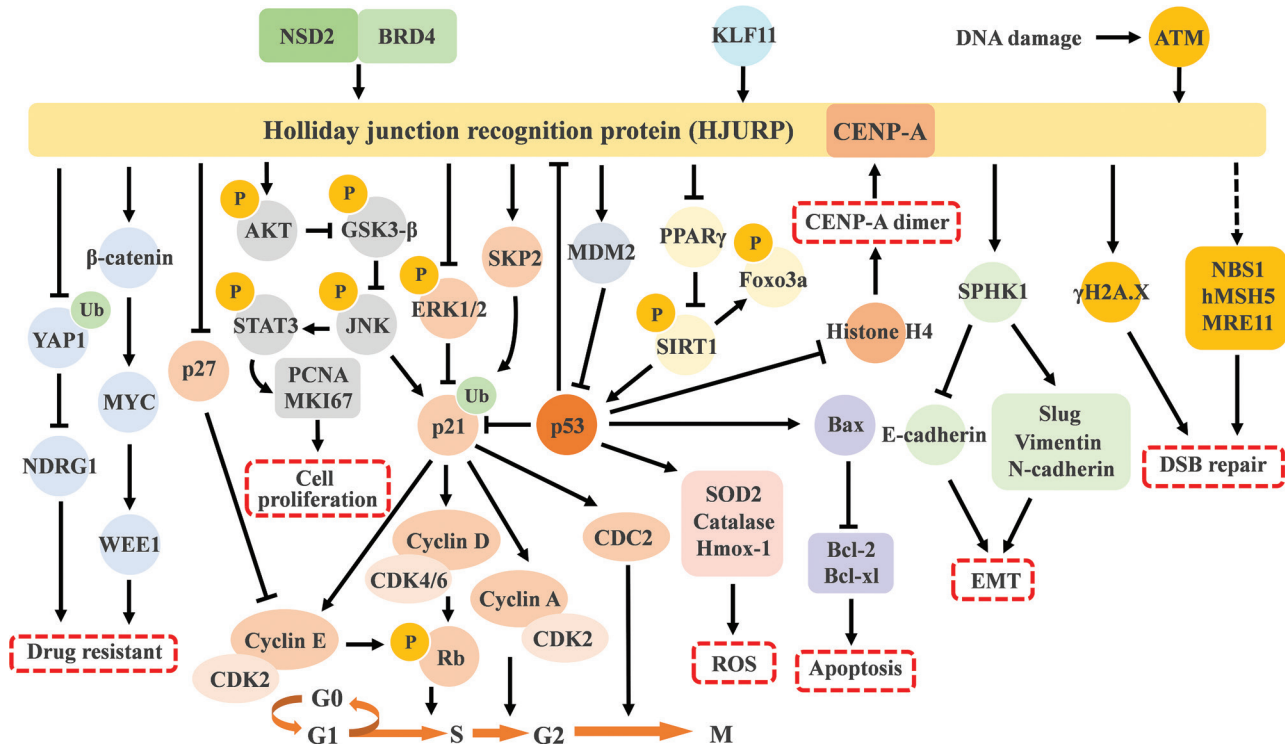 NSD2 BRD4
KLF11
DNA damage
ATM
Holliday junction recognition protein (HJURP)
CENP-A
P
AKT
P
GSK3-β
P
STAT3
P
JNK
PCNA
MKI67
Cell
proliferation
β-catenin
Ub
YAP1
MYC
NDRG1
WEE1
Drug resistant
p27
P
ERK1/2
SKP2
MDM2
PPARγ
P
Foxo3a
P
SIRT1
CENP-A dimer
Histone H4
SPHK1
γH2A.X
NBS1
hMSH5
MRE11
Ub
p21
p53
Bax
E-cadherin
Slug
Vimentin
N-cadherin
DSB repair
SOD2
Catalase
Hmox-1
Bcl-2
Bcl-xl
EMT
ROS
Apoptosis
Cyclin D
CDK4/6
CDC2
Cyclin A
CDK2
Cyclin E
CDK2
P
Rb
G0
G1
S
G2
M